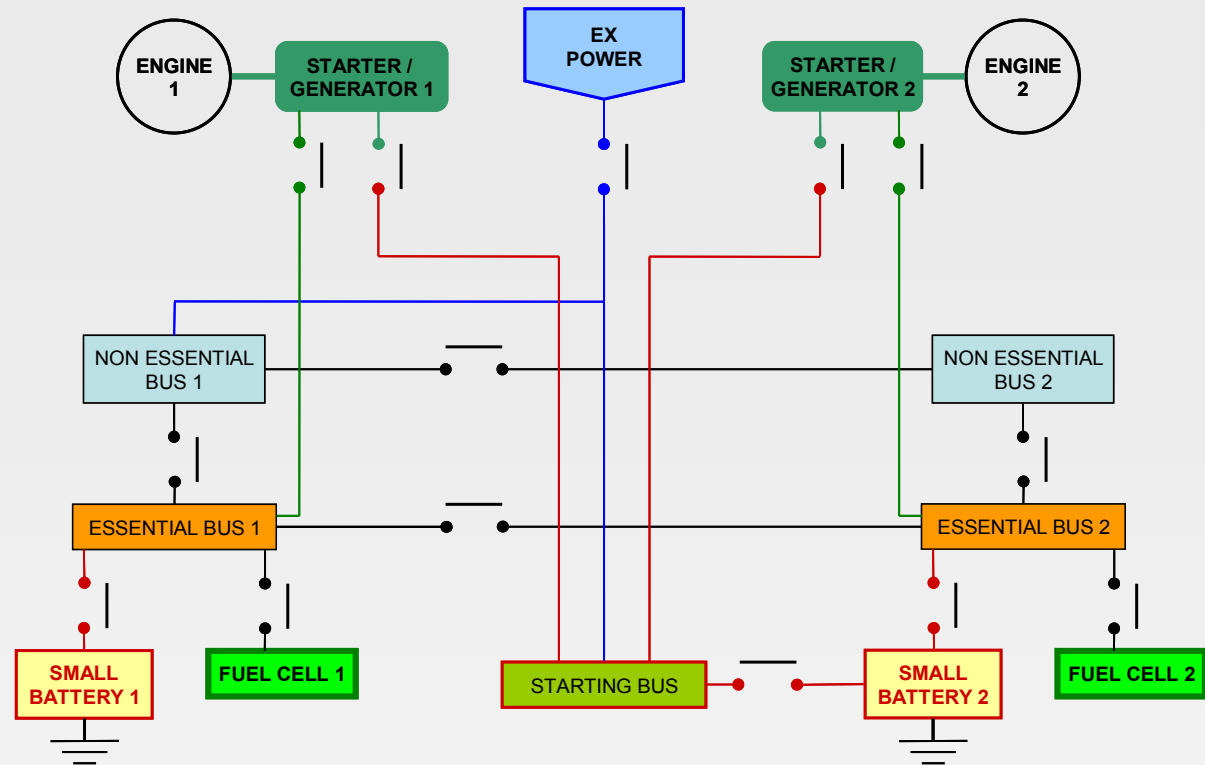 ENGINE
1
STARTER /
GENERATOR 1
EX
POWER
STARTER /
GENERATOR 2
ENGINE
2
NON ESSENTIAL
BUS 1
NON ESSENTIAL
BUS 2
ESSENTIAL BUS 1
ESSENTIAL BUS 2
SMALL
BATTERY 1
FUEL CELL 1
STARTING BUS
SMALL
BATTERY 2
FUEL CELL 2